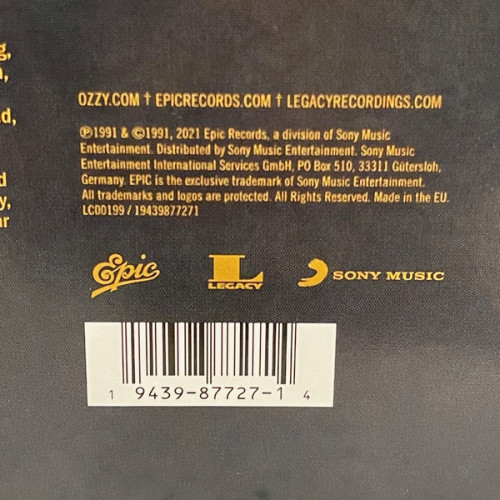 g,
,
d,
d
y,
ar
OZZY.COM † EPICRECORDS.COM † LEGACYRECORDINGS.COM
℗1991 & ©1991, 2021 Epic Records, a division of Sony Music
Entertainment. Distributed by Sony Music Entertainment. Sony Music
Entertainment International Services GmbH, PO Box 510, 33311 Gütersloh,
Germany. EPIC is the exclusive trademark of Sony Music Entertainment.
All trademarks and logos are protected. All Rights Reserved. Made in the EU.
LC00199 / 19439877271
Epic
L
LEGACY
SONY MUSIC
1 9439-87727-1 4